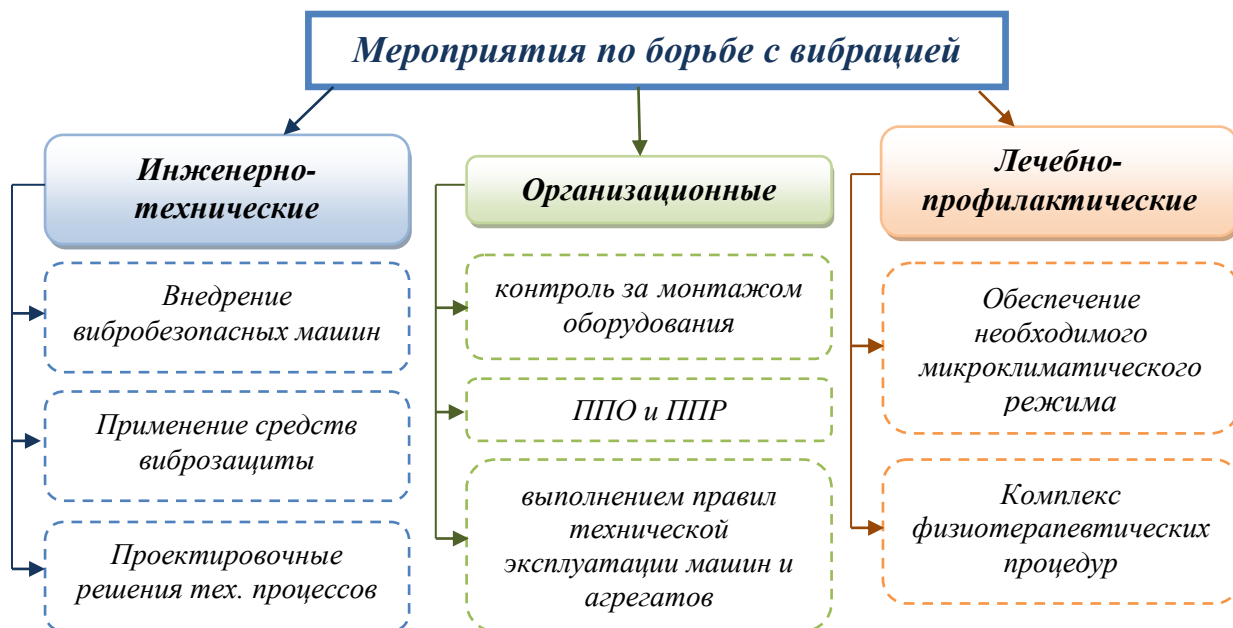 Мероприятия по борьбе с вибрацией
Инженерно-
технические
Внедрение
вибробезопасных машин
Применение средств
виброзащиты
Проектировочные
решения тех. процессов
Организационные
контроль за монтажом
оборудования
ППО и ППР
выполнением правил
технической
эксплуатации машин и
агрегатов
Лечебно-
профилактические
Обеспечение
необходимого
микроклиматического
режима
Комплекс
физиотерапевтических
процедур